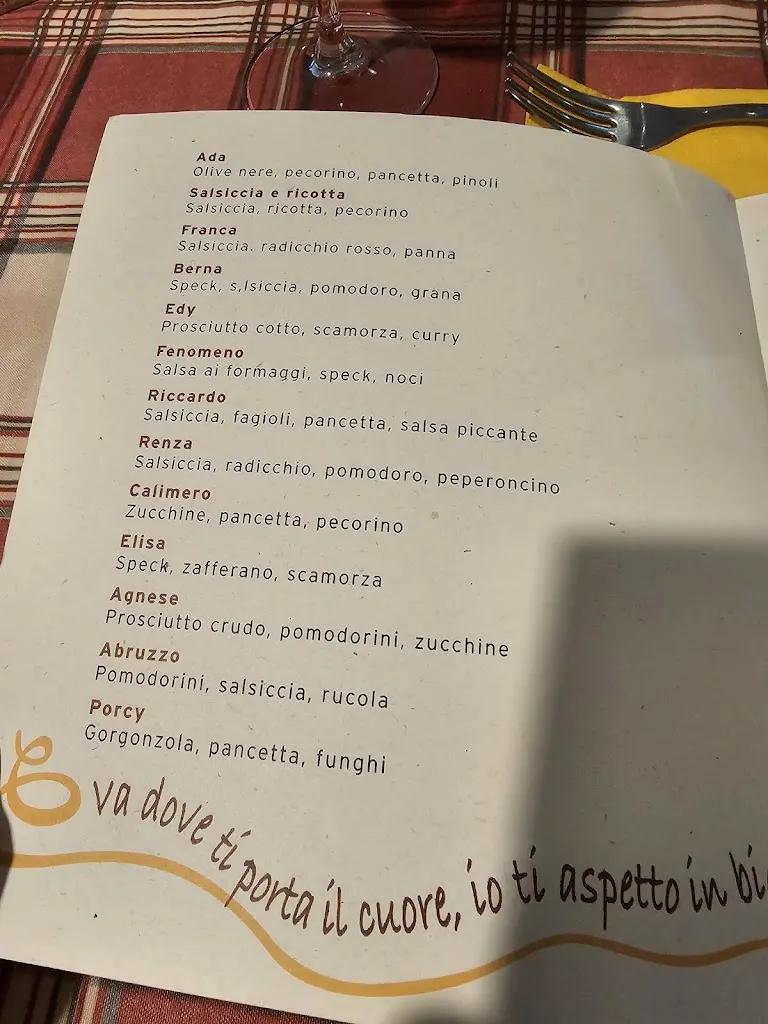 Ada
Olive nere, pecorino, pancetta, pinoli
Salsiccia e ricotta
Salsiccia, ricotta, pecorino
Franca
Salsiccia. radicchio rosso, panna
Berna
Speck, s,lsiccia, pomodoro, grana
Edy
Prosciutto cotto, scamorza, curry
Fenomeno
Salsa ai formaggi, speck, noci
Riccardo
Salsiccia, fagioli, pancetta, salsa piccante
Renza
Salsiccia, radicchio, pomodoro, peperoncino
Calimero
Zucchine, pancetta, pecorino
Elisa
Speck, zafferano, scamorza
Agnese
Prosciutto crudo, pomodorini, zucchine
Abruzzo
Pomodorini, salsiccia, rucola
Porcy
Gorgonzola, pancetta, funghi
E va dove ti porta il cuore, io ti aspetto in